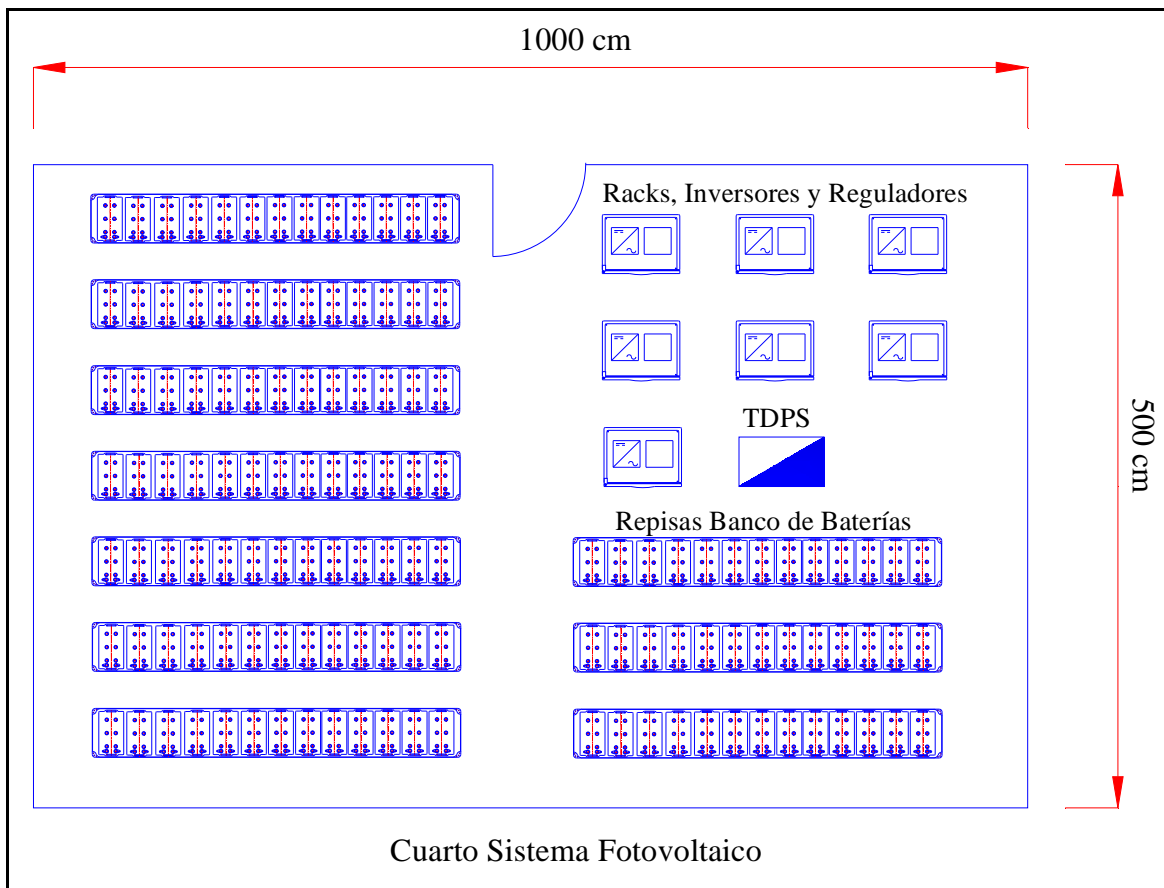 1000 cm
Racks, Inversores y Reguladores
TDPS
500 cm
Repisas Banco de Baterías
Cuarto Sistema Fotovoltaico